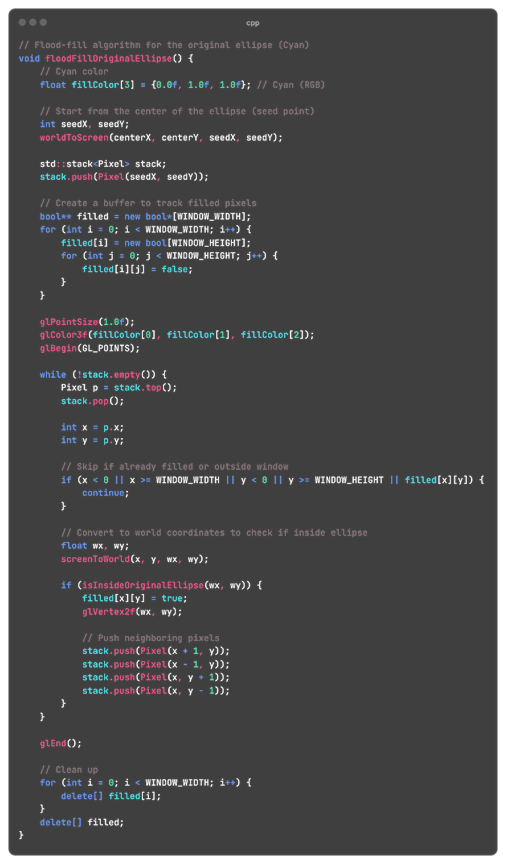 cpp
// Flood-fill algorithm for the original ellipse (Cyan)
void floodFillOriginalEllipse() {
    // Cyan color
    float fillColor[3] = {0.0f, 1.0f, 1.0f}; // Cyan (RGB)

    // Start from the center of the ellipse (seed point)
    int seedX, seedY;
    worldToScreen(centerX, centerY, seedX, seedY);

    std::stack<Pixel> stack;
    stack.push(Pixel(seedX, seedY));

    // Create a buffer to track filled pixels
    bool** filled = new bool*[WINDOW_WIDTH];
    for (int i = 0; i < WINDOW_WIDTH; i++) {
        filled[i] = new bool[WINDOW_HEIGHT];
        for (int j = 0; j < WINDOW_HEIGHT; j++) {
            filled[i][j] = false;
        }
    }

    glPointSize(1.0f);
    glColor3f(fillColor[0], fillColor[1], fillColor[2]);
    glBegin(GL_POINTS);

    while (!stack.empty()) {
        Pixel p = stack.top();
        stack.pop();

        int x = p.x;
        int y = p.y;

        // Skip if already filled or outside window
        if (x < 0 || x >= WINDOW_WIDTH || y < 0 || y >= WINDOW_HEIGHT || filled[x][y]) {
            continue;
        }

        // Convert to world coordinates to check if inside ellipse
        float wx, wy;
        screenToWorld(x, y, wx, wy);

        if (isInsideOriginalEllipse(wx, wy)) {
            filled[x][y] = true;
            glVertex2f(wx, wy);

            // Push neighboring pixels
            stack.push(Pixel(x + 1, y));
            stack.push(Pixel(x - 1, y));
            stack.push(Pixel(x, y + 1));
            stack.push(Pixel(x, y - 1));
        }
    }

    glEnd();

    // Clean up
    for (int i = 0; i < WINDOW_WIDTH; i++) {
        delete[] filled[i];
    }
    delete[] filled;
}